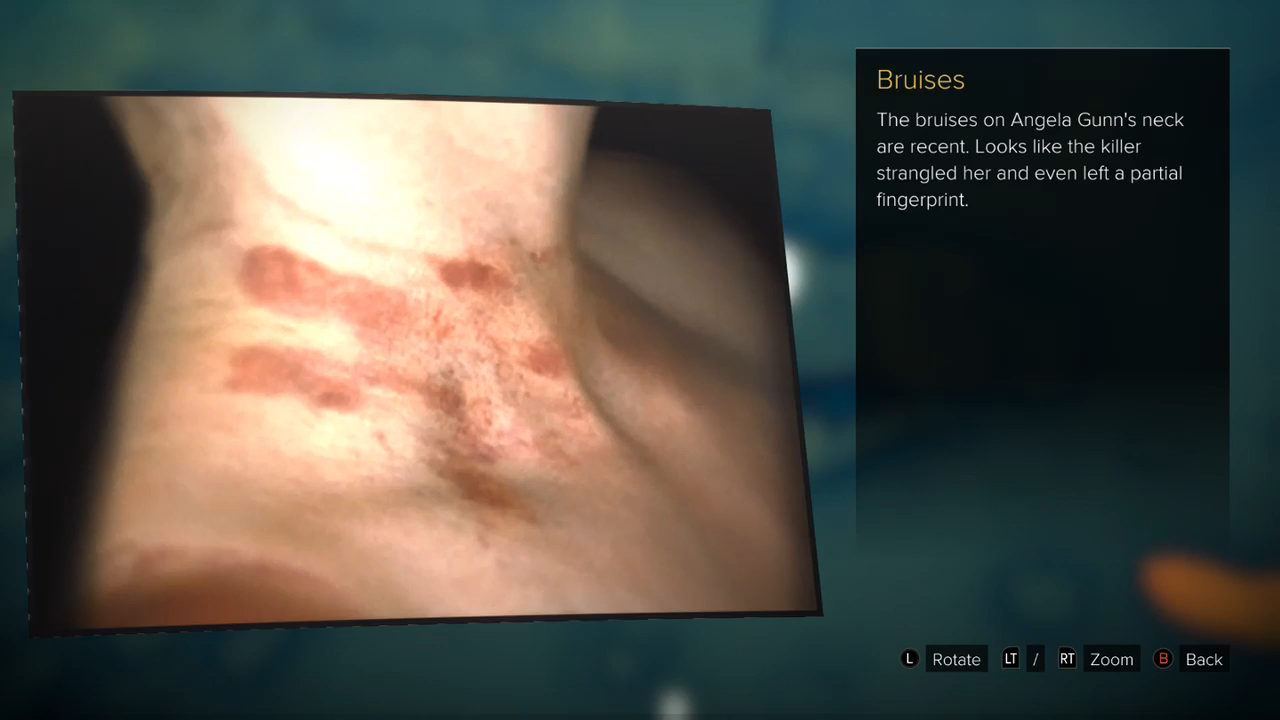 Bruises
The bruises on Angela Gunn's neck
are recent. Looks like the killer
strangled her and even left a partial
fingerprint.
L Rotate LT / RT Zoom B Back